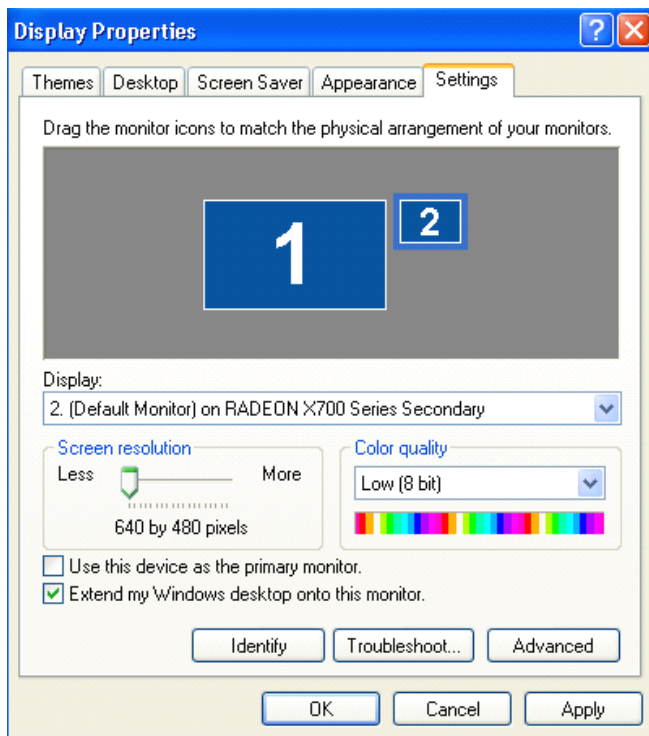 Display Properties
Themes Desktop Screen Saver Appearance Settings
Drag the monitor icons to match the physical arrangement of your monitors.
1 2
Display:
2. (Default Monitor) on RADEON X700 Series Secondary
Screen resolution
Less More
640 by 480 pixels
Color quality
Low (8 bit)
Use this device as the primary monitor.
Extend my Windows desktop onto this monitor.
Identify Troubleshoot... Advanced
OK Cancel Apply